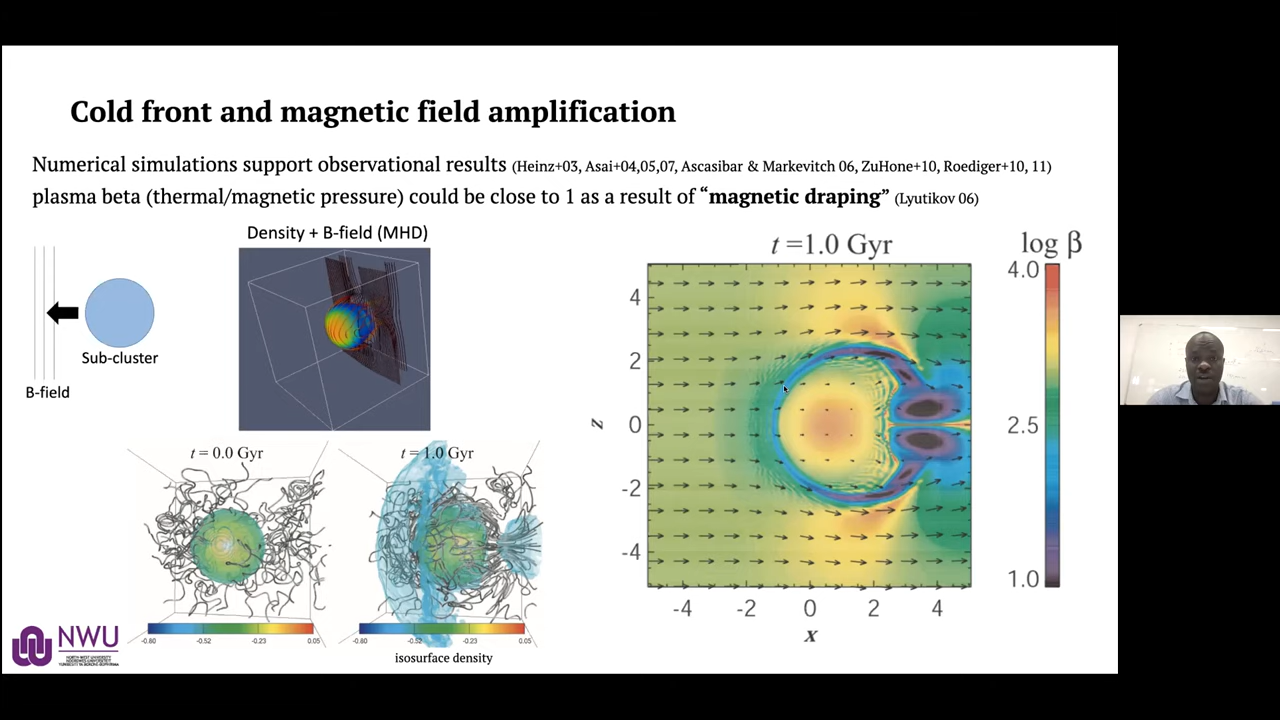 Cold front and magnetic field amplification
Numerical simulations support observational results (Heinz+03, Asai+04,05,07, Ascasibar & Markevitch 06, ZuHone+10, Roediger+10, 11)
plasma beta (thermal/magnetic pressure) could be close to 1 as a result of “magnetic draping” (Lyutikov 06)
Density + B-field (MHD)
Sub-cluster
B-field
t = 0.0 Gyr
t = 1.0 Gyr
-0.80 -0.52 -0.23 0.05
-0.80 -0.52 -0.23 0.05
isosurface density
t =1.0 Gyr
log β
4.0
2.5
1.0
4
2
0
-2
-4
z
-4 -2 0 2 4
x
NWU